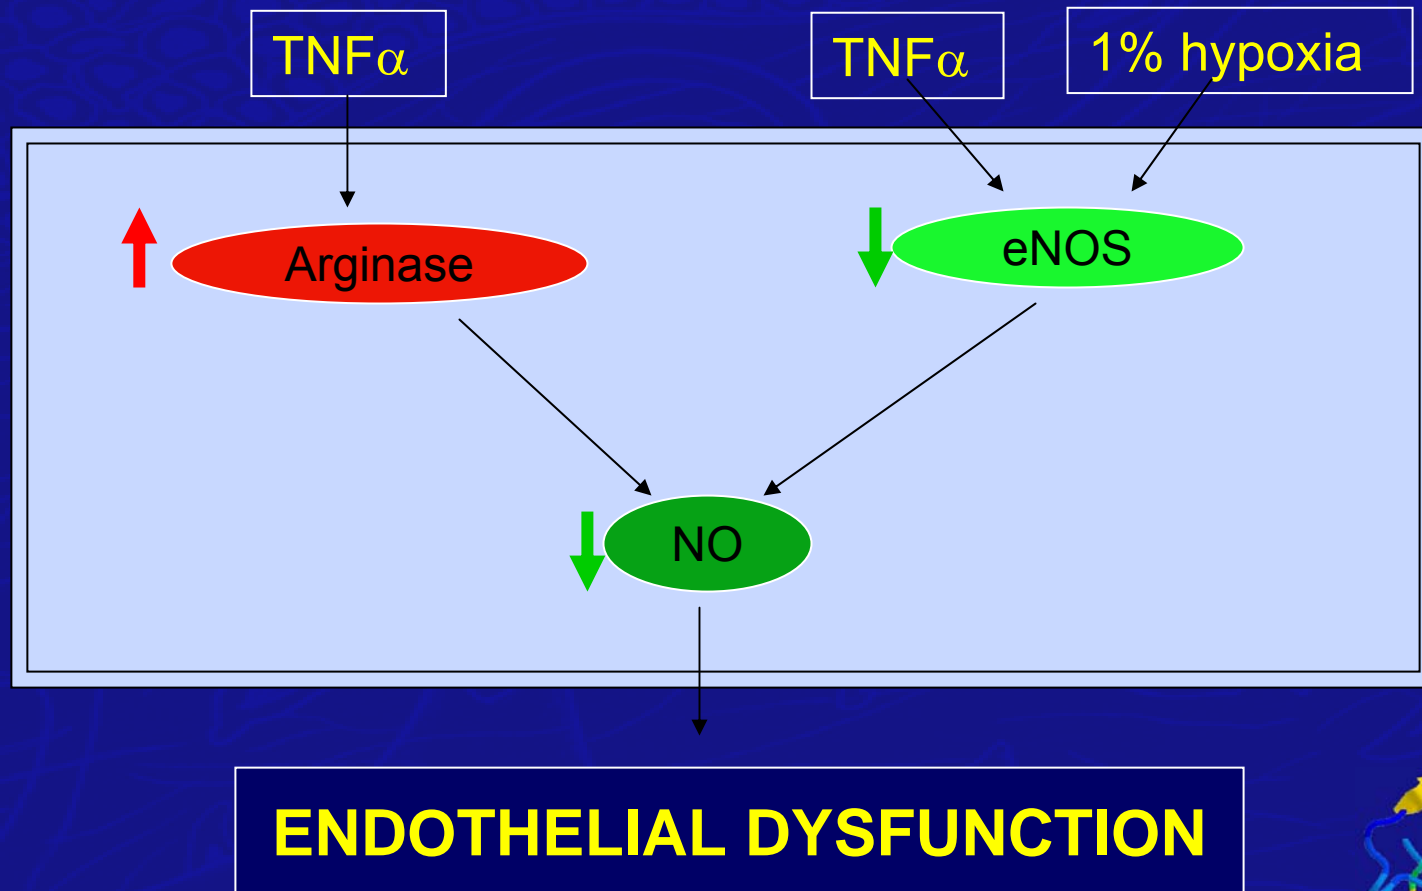 TNFα
TNFα
1% hypoxia
Arginase
eNOS
NO
ENDOTHELIAL DYSFUNCTION